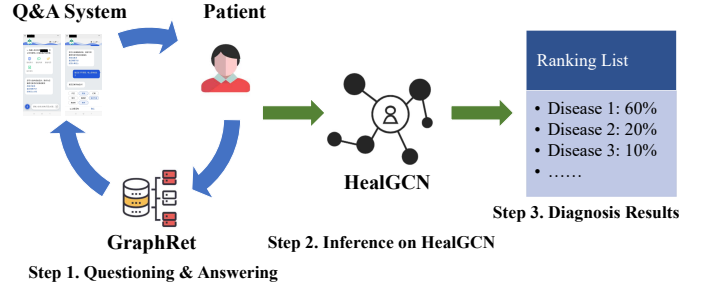 Q&A System
Patient
GraphRet
Step 1. Questioning & Answering
HealGCN
Step 2. Inference on HealGCN
Ranking List
• Disease 1: 60%
• Disease 2: 20%
• Disease 3: 10%
• ……
Step 3. Diagnosis Results